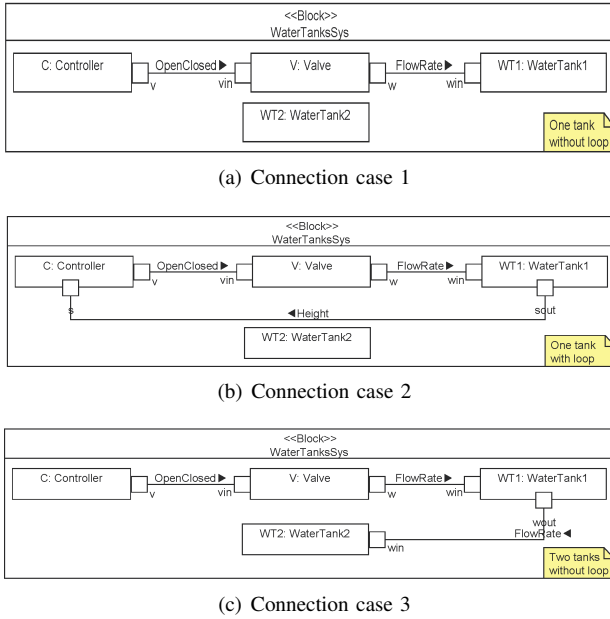 <<Block>>
WaterTanksSys
C: Controller
OpenClosed ▶
V: Valve
FlowRate ▶
WT1: WaterTank1
v
vin
w
win
WT2: WaterTank2
One tank
without loop
(a) Connection case 1
<<Block>>
WaterTanksSys
C: Controller
OpenClosed ▶
V: Valve
FlowRate ▶
WT1: WaterTank1
v
vin
w
win
s
sout
◀Height
WT2: WaterTank2
One tank
with loop
(b) Connection case 2
<<Block>>
WaterTanksSys
C: Controller
OpenClosed ▶
V: Valve
FlowRate ▶
WT1: WaterTank1
v
vin
w
win
wout
WT2: WaterTank2
FlowRate ◀
win
Two tanks
without loop
(c) Connection case 3